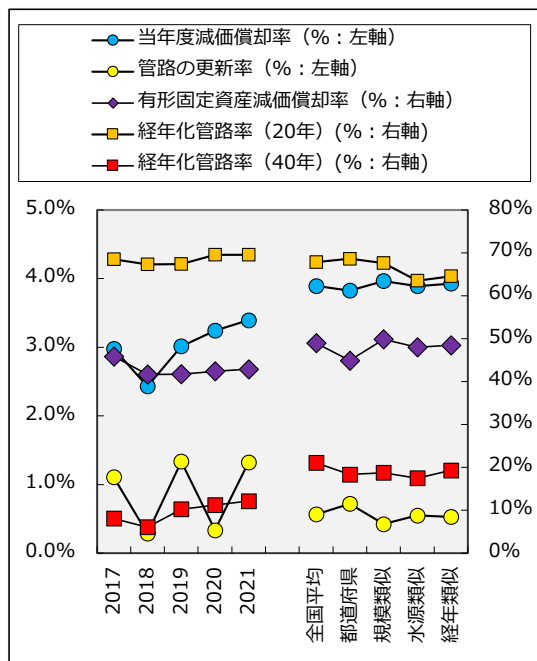 当年度減価償却率（%：左軸）
管路の更新率（%：左軸）
有形固定資産減価償却率（%：右軸）
経年化管路率（20年）(%：右軸)
経年化管路率（40年）(%：右軸)
5.0%
4.0%
3.0%
2.0%
1.0%
0.0%
80%
70%
60%
50%
40%
30%
20%
10%
0%
2017
2018
2019
2020
2021
全国平均
都道府県
規模類似
水源類似
経年類似